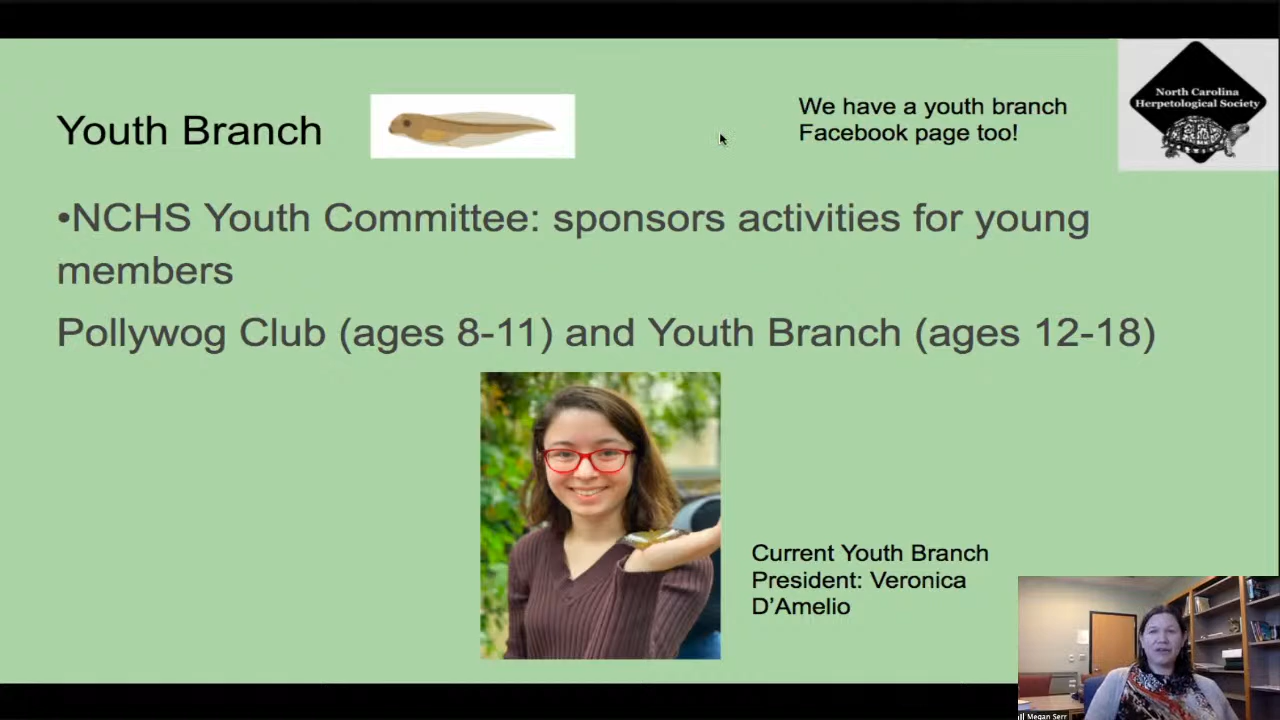 Youth Branch
We have a youth branch
Facebook page too!
North Carolina
Herpetological Society
•NCHS Youth Committee: sponsors activities for young
members
Pollywog Club (ages 8-11) and Youth Branch (ages 12-18)
Current Youth Branch
President: Veronica
D’Amelio
Megan Serr